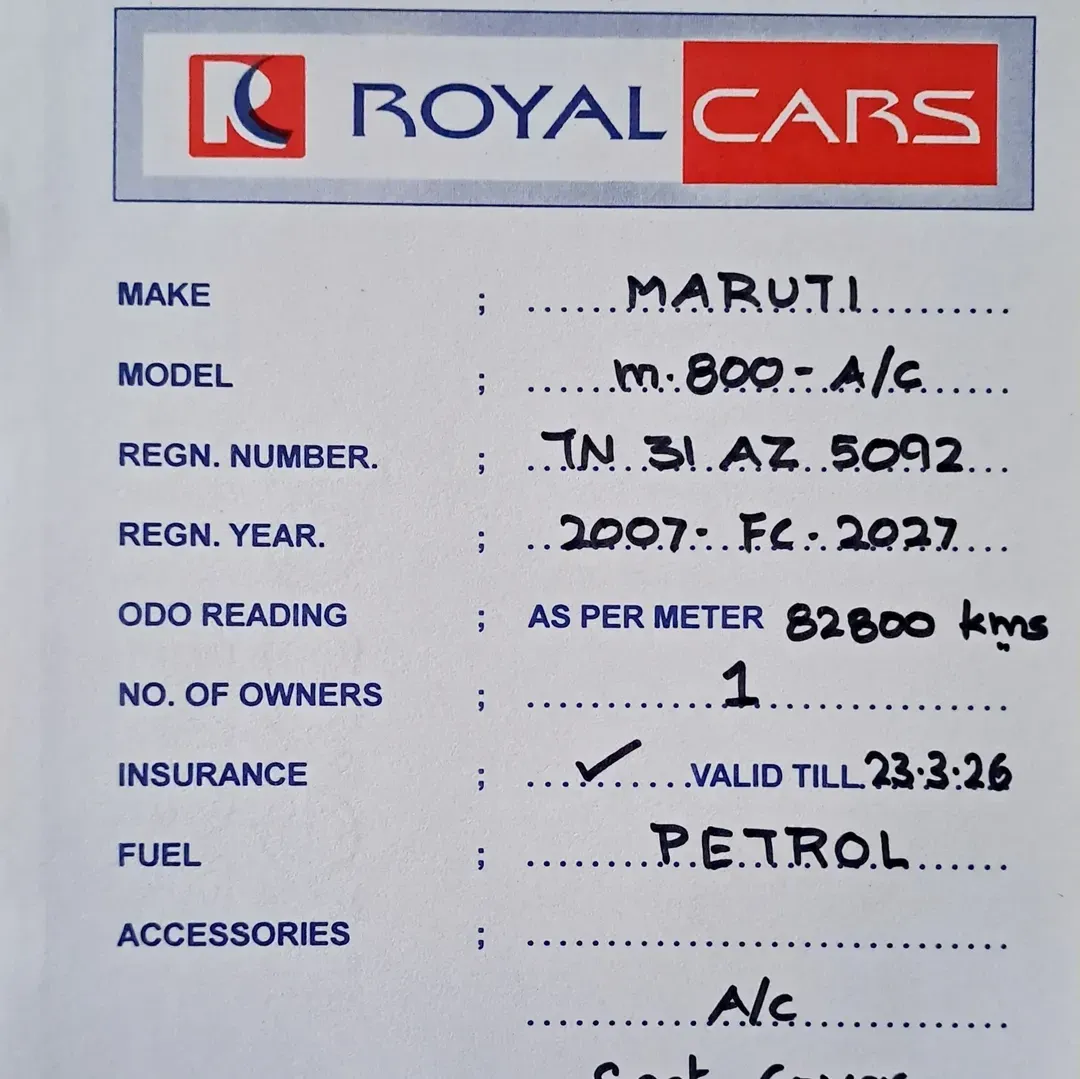 R ROYAL CARS
MAKE ; MARUTI
MODEL ; m.800 - A/C
REGN. NUMBER. ; TN 31 AZ 5092
REGN. YEAR. ; 2007. FC. 2027
ODO READING ; AS PER METER 82800 kms
NO. OF OWNERS ; 1
INSURANCE ; ✓ VALID TILL 23.3.26
FUEL ; PETROL
ACCESSORIES ;
A/C